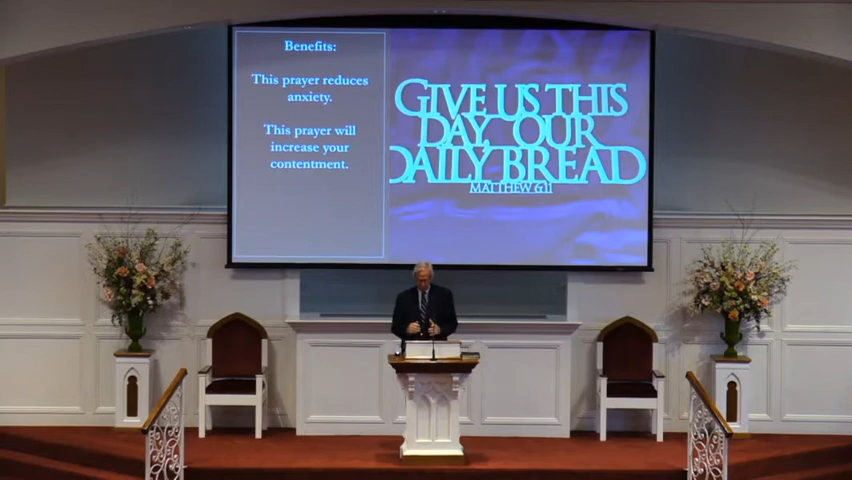 Benefits:
This prayer reduces
anxiety.
This prayer will
increase your
contentment.
GIVE US THIS
DAY, OUR
DAILY BREAD
MATTHEW 6:11